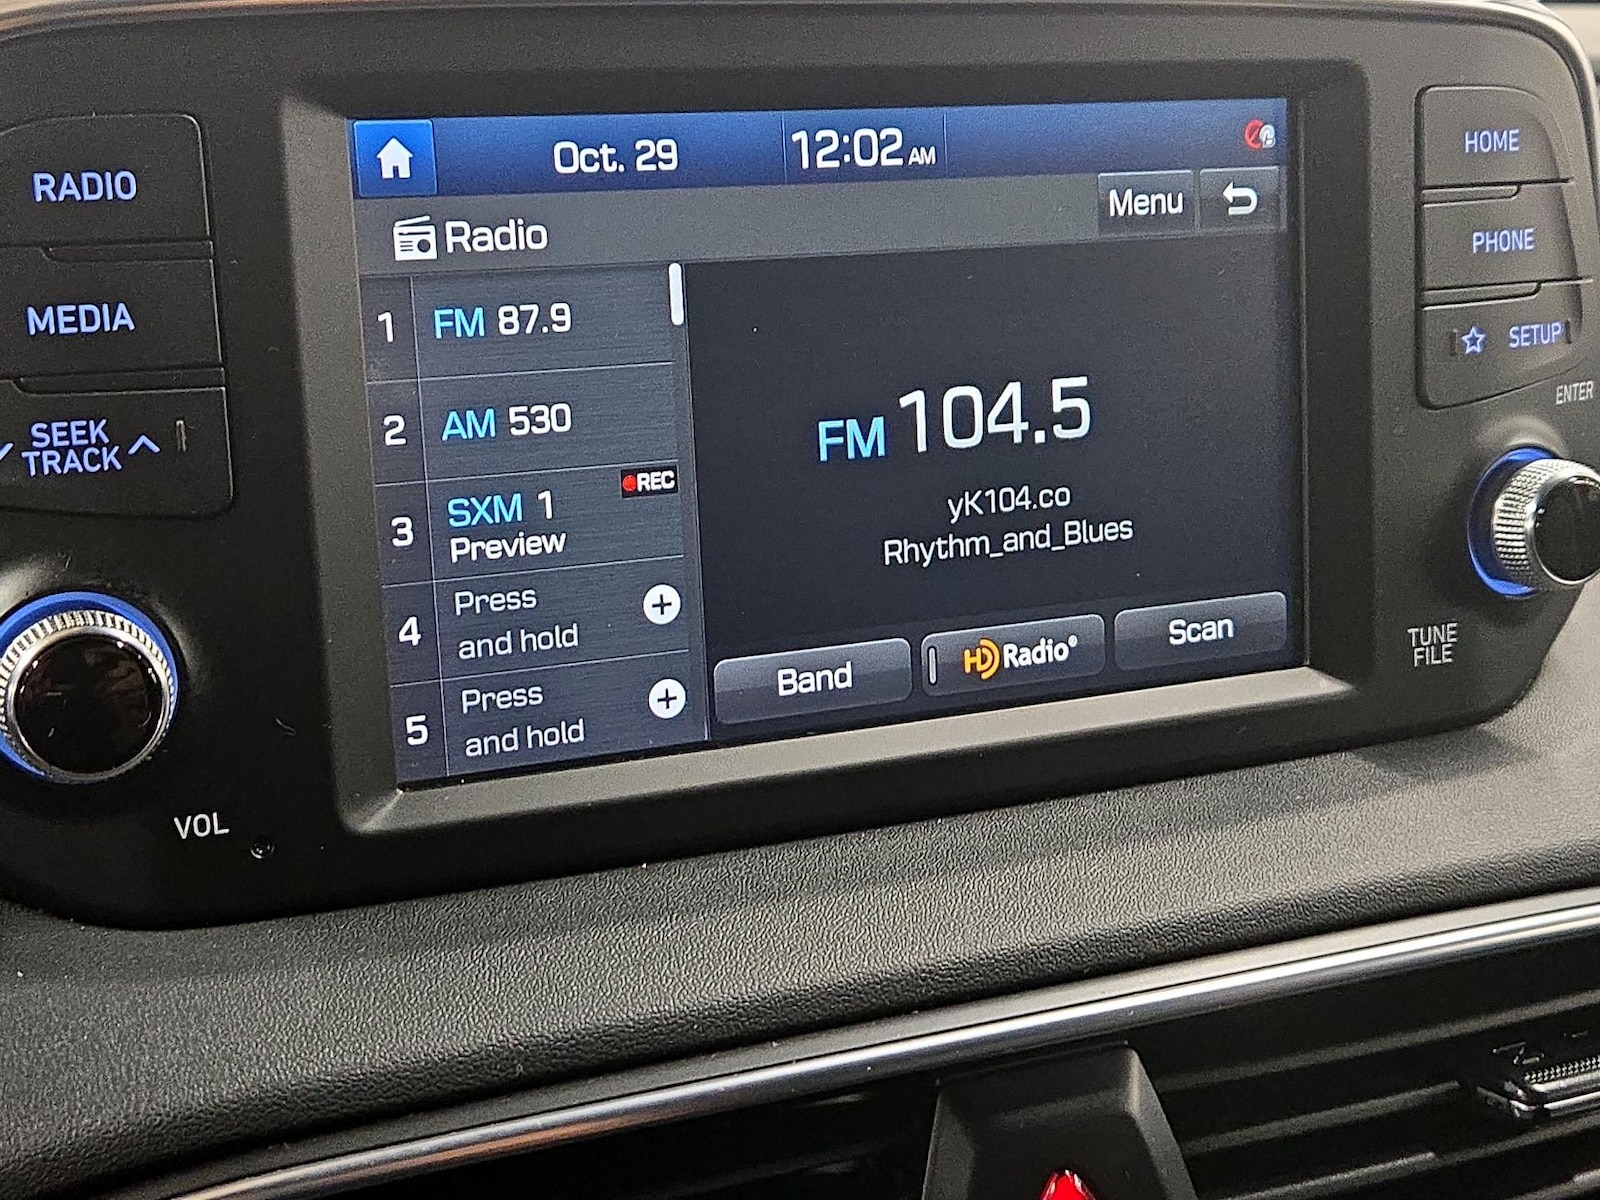 Oct. 29 12:02 AM
Radio
Menu
1 FM 87.9
2 AM 530
3 SXM 1 REC
Preview
4 Press
and hold
5 Press
and hold
FM 104.5
yK104.co
Rhythm_and_Blues
Band
HD Radio®
Scan
RADIO
MEDIA
SEEK
TRACK
VOL
HOME
PHONE
SETUP
ENTER
TUNE
FILE